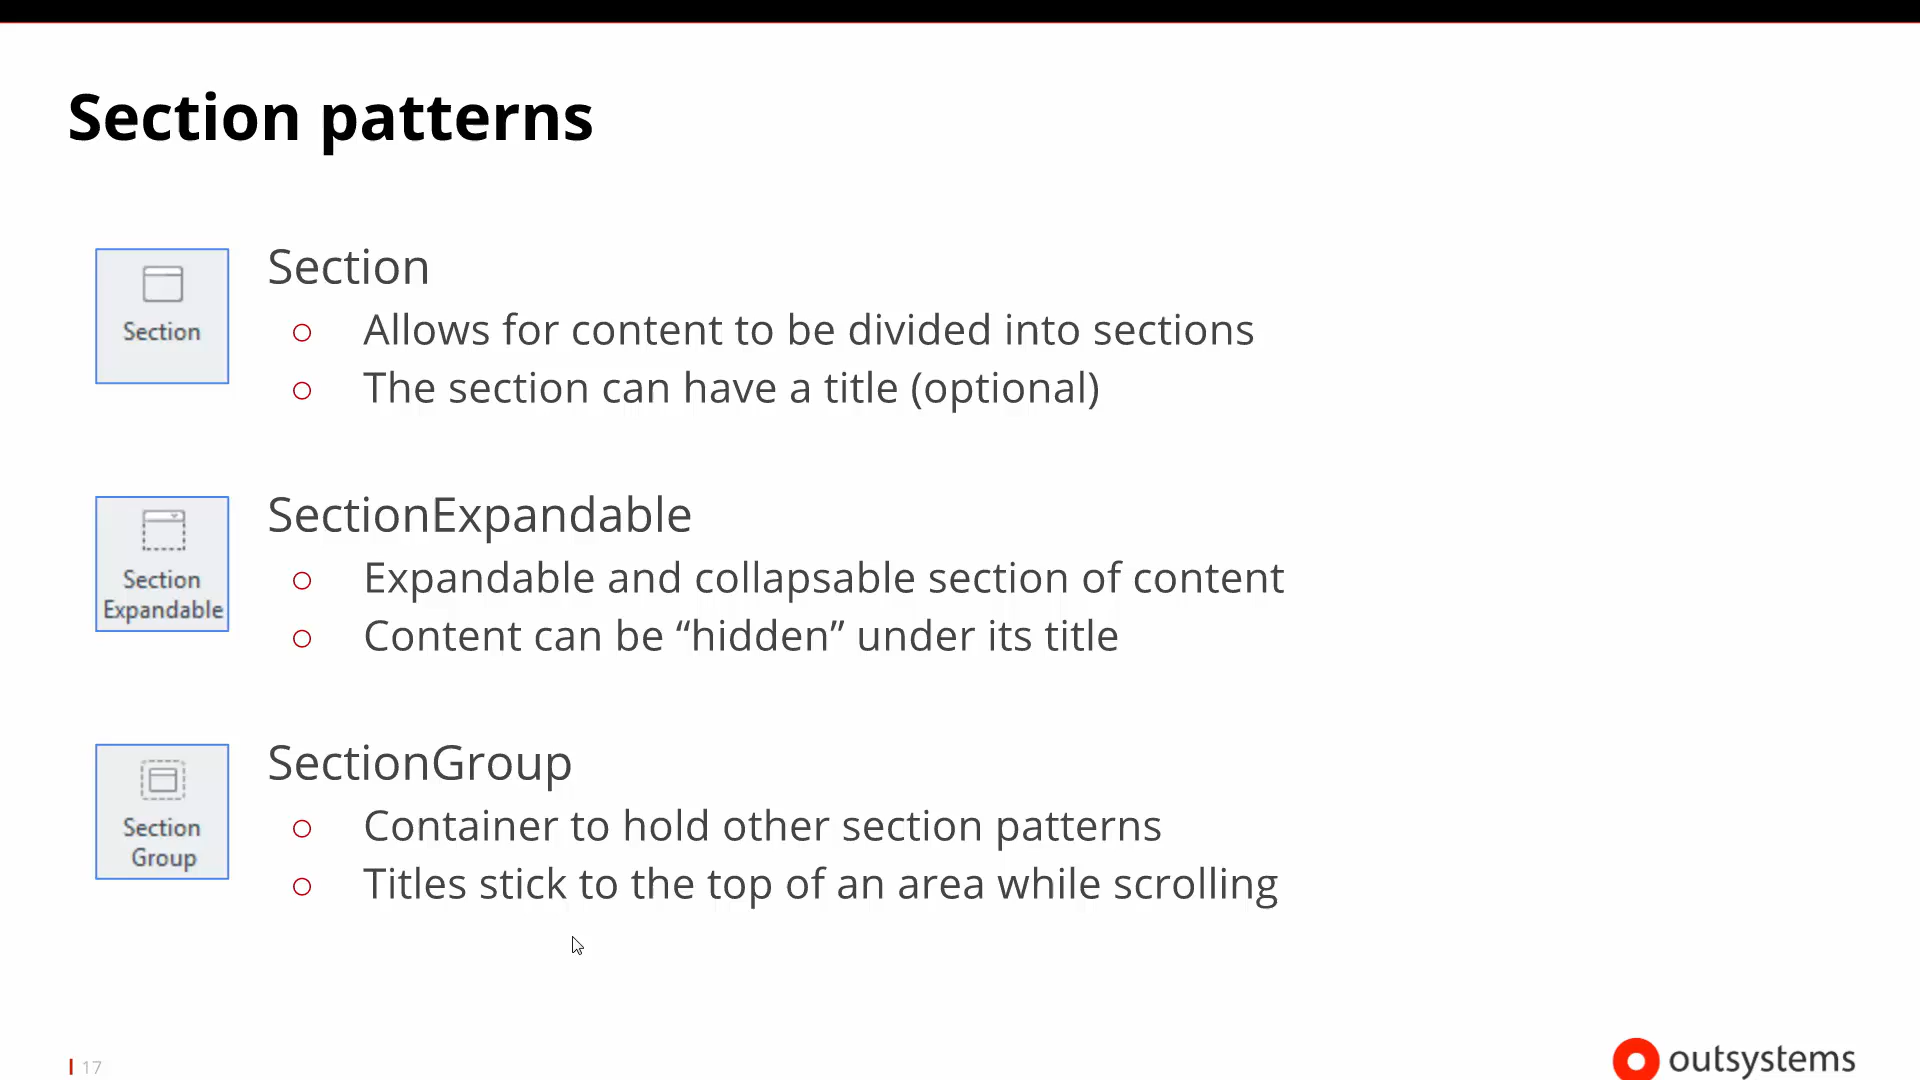 Section patterns
Section
Section
○ Allows for content to be divided into sections
○ The section can have a title (optional)
Section
Expandable
SectionExpandable
○ Expandable and collapsable section of content
○ Content can be “hidden” under its title
Section
Group
SectionGroup
○ Container to hold other section patterns
○ Titles stick to the top of an area while scrolling
17
outsystems